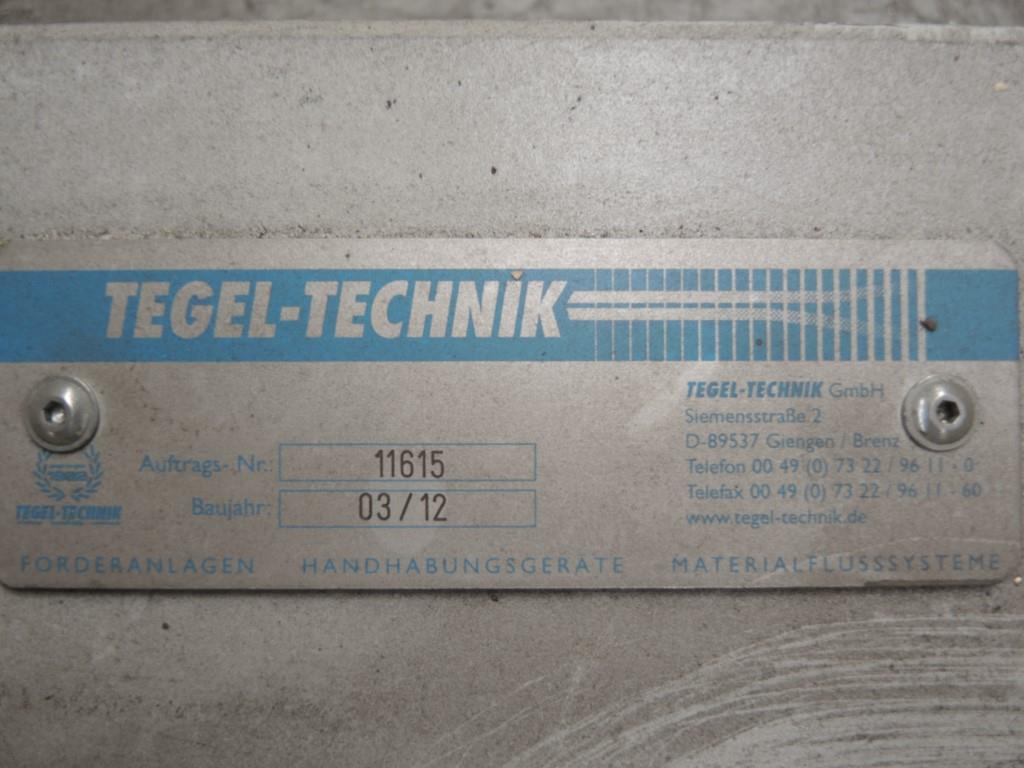 TEGEL-TECHNIK
TEGEL-TECHNIK GmbH
Siemensstraße 2
D-89537 Giengen / Brenz
Telefon 00 49 (0) 73 22 / 96 11 - 0
Telefax 00 49 (0) 73 22 / 96 11 - 60
www.tegel-technik.de
Auftrags-.Nr.: 11615
Baujahr: 03/12
TEGEL-TECHNIK
FÖRDERANLAGEN HANDHABUNGSGERÄTE MATERIALFLUSSSYSTEME